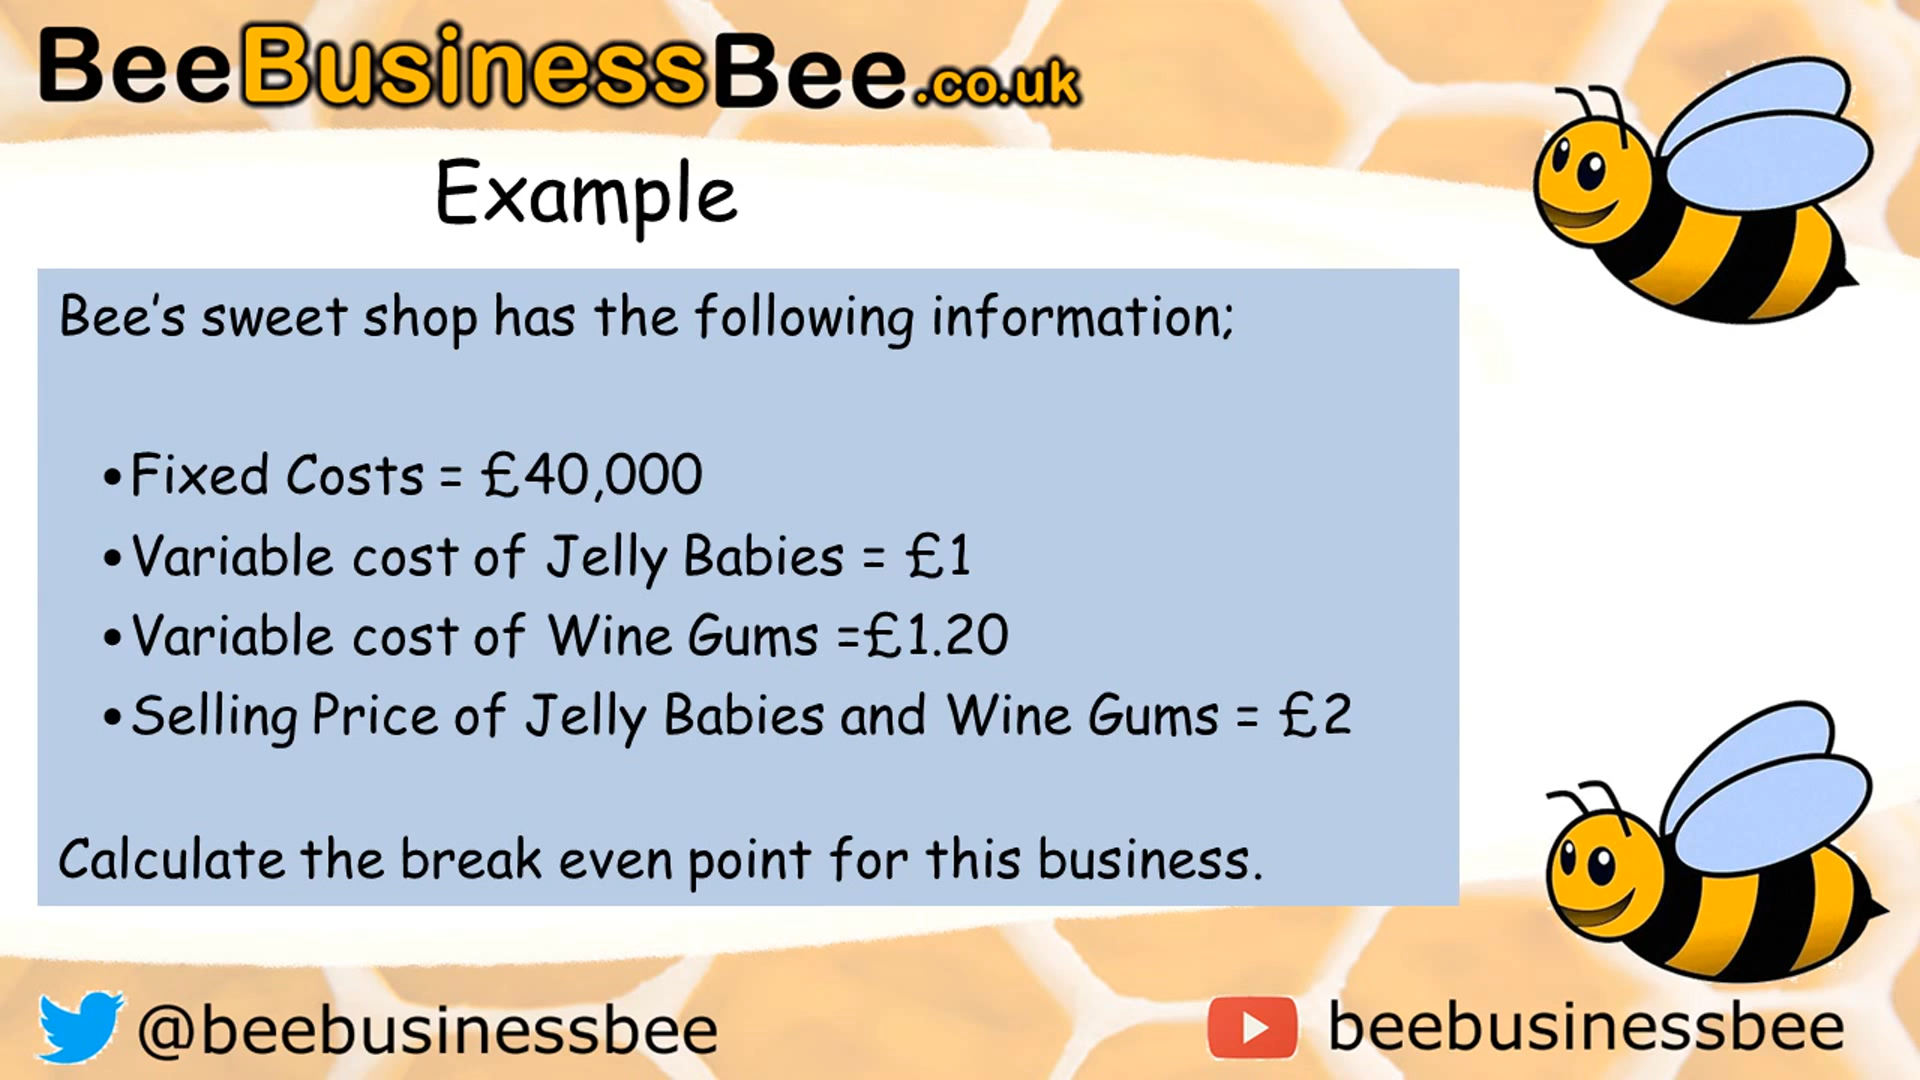 BeeBusinessBee.co.uk
Example
Bee's sweet shop has the following information;
•Fixed Costs = £40,000
•Variable cost of Jelly Babies = £1
•Variable cost of Wine Gums =£1.20
•Selling Price of Jelly Babies and Wine Gums = £2
Calculate the break even point for this business.
@beebusinessbee
beebusinessbee